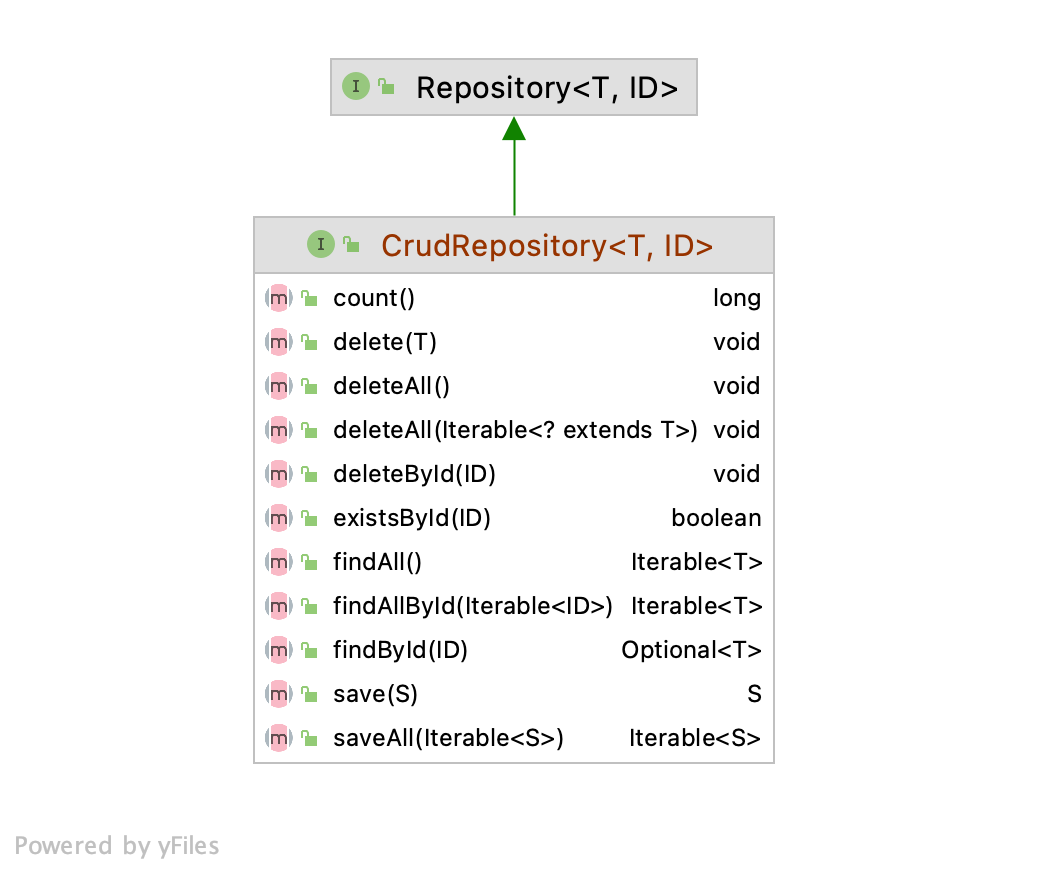 I Repository<T, ID>
I CrudRepository<T, ID>
m count() long
m delete(T) void
m deleteAll() void
m deleteAll(Iterable<? extends T>) void
m deleteById(ID) void
m existsById(ID) boolean
m findAll() Iterable<T>
m findAllById(Iterable<ID>) Iterable<T>
m findById(ID) Optional<T>
m save(S) S
m saveAll(Iterable<S>) Iterable<S>
Powered by yFiles